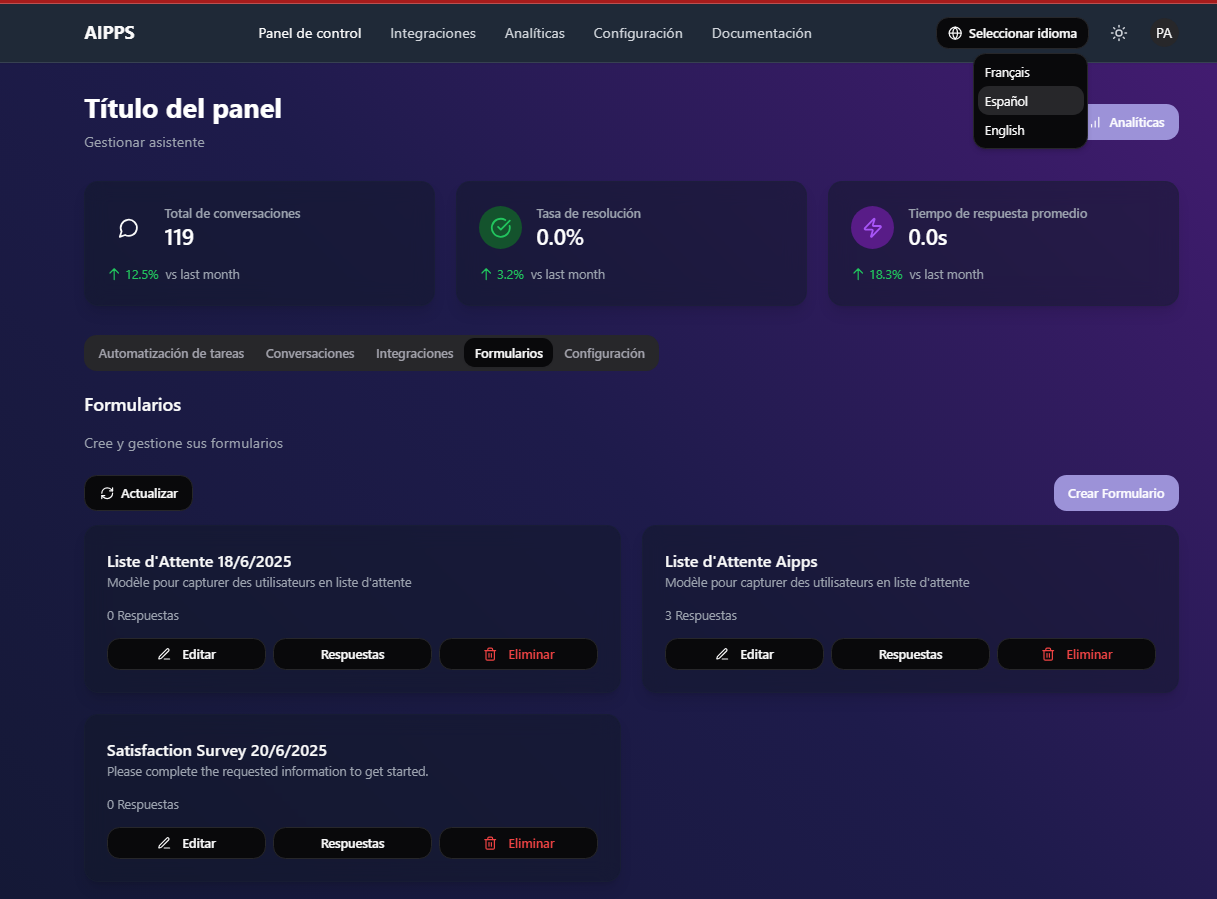 AIPPS
Panel de control
Integraciones
Analíticas
Configuración
Documentación
Seleccionar idioma
PA
Français
Español
English
Título del panel
Gestionar asistente
Analíticas
Total de conversaciones
119
12.5% vs last month
Tasa de resolución
0.0%
3.2% vs last month
Tiempo de respuesta promedio
0.0s
18.3% vs last month
Automatización de tareas
Conversaciones
Integraciones
Formularios
Configuración
Formularios
Cree y gestione sus formularios
Actualizar
Crear Formulario
Liste d'Attente 18/6/2025
Modèle pour capturer des utilisateurs en liste d'attente
0 Respuestas
Editar
Respuestas
Eliminar
Liste d'Attente Aipps
Modèle pour capturer des utilisateurs en liste d'attente
3 Respuestas
Editar
Respuestas
Eliminar
Satisfaction Survey 20/6/2025
Please complete the requested information to get started.
0 Respuestas
Editar
Respuestas
Eliminar